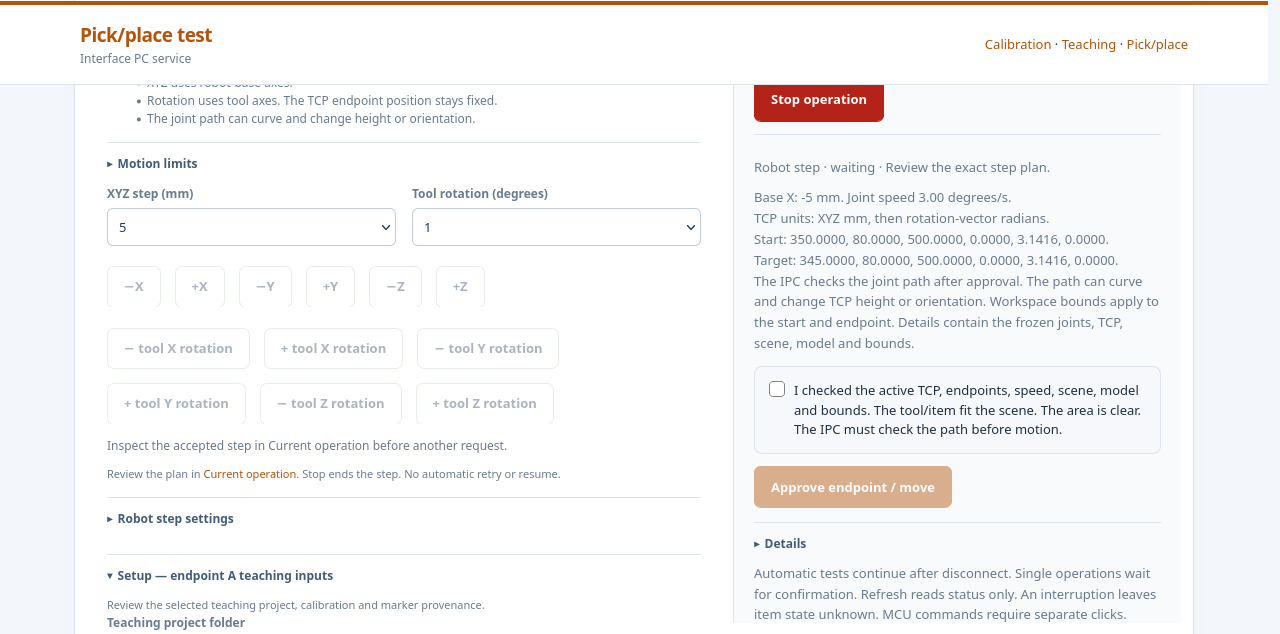 Pick/place test
Interface PC service
Calibration · Teaching · Pick/place
XYZ uses robot base axes.
Rotation uses tool axes. The TCP endpoint position stays fixed.
The joint path can curve and change height or orientation.
Motion limits
XYZ step (mm)
Tool rotation (degrees)
5
1
−X
+X
−Y
+Y
−Z
+Z
− tool X rotation
+ tool X rotation
− tool Y rotation
+ tool Y rotation
− tool Z rotation
+ tool Z rotation
Inspect the accepted step in Current operation before another request.
Review the plan in Current operation. Stop ends the step. No automatic retry or resume.
Robot step settings
Setup — endpoint A teaching inputs
Review the selected teaching project, calibration and marker provenance.
Teaching project folder
Stop operation
Robot step · waiting · Review the exact step plan.
Base X: -5 mm. Joint speed 3.00 degrees/s.
TCP units: XYZ mm, then rotation-vector radians.
Start: 350.0000, 80.0000, 500.0000, 0.0000, 3.1416, 0.0000.
Target: 345.0000, 80.0000, 500.0000, 0.0000, 3.1416, 0.0000.
The IPC checks the joint path after approval. The path can curve
and change TCP height or orientation. Workspace bounds apply to
the start and endpoint. Details contain the frozen joints, TCP,
scene, model and bounds.
I checked the active TCP, endpoints, speed, scene, model
and bounds. The tool/item fit the scene. The area is clear.
The IPC must check the path before motion.
Approve endpoint / move
Details
Automatic tests continue after disconnect. Single operations wait
for confirmation. Refresh reads status only. An interruption leaves
item state unknown. MCU commands require separate clicks.